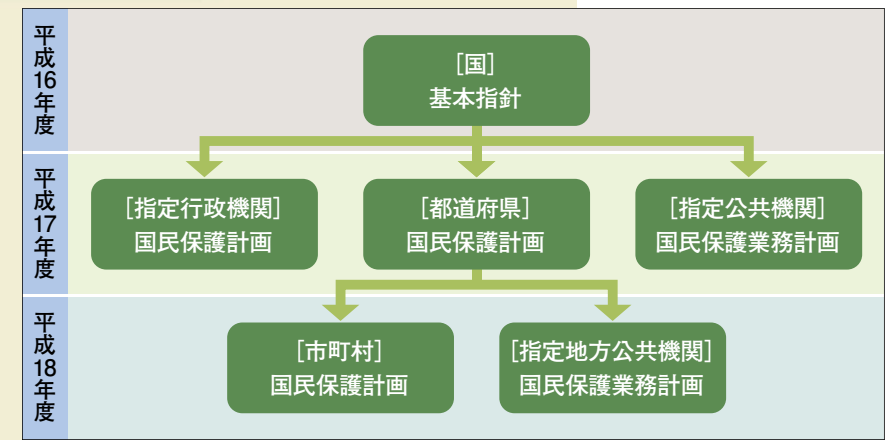 平成16年度
[国]
基本指針
平成17年度
[指定行政機関]
国民保護計画
[都道府県]
国民保護計画
[指定公共機関]
国民保護業務計画
平成18年度
[市町村]
国民保護計画
[指定地方公共機関]
国民保護業務計画